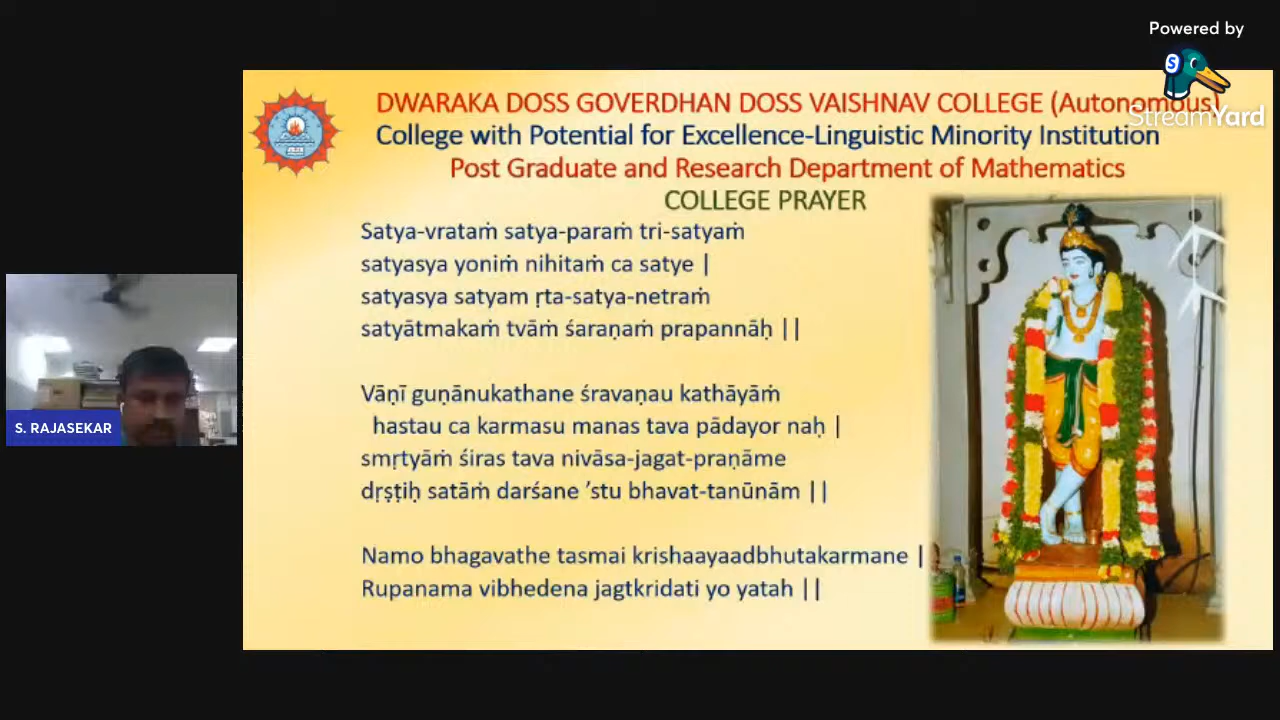 Powered by
StreamYard
DWARAKA DOSS GOVERDHAN DOSS VAISHNAV COLLEGE (Autonomous)
College with Potential for Excellence-Linguistic Minority Institution
Post Graduate and Research Department of Mathematics
COLLEGE PRAYER
Satya-vrataṁ satya-paraṁ tri-satyaṁ
satyasya yoniṁ nihitaṁ ca satye |
satyasya satyam ṛta-satya-netraṁ
satyātmakaṁ tvāṁ śaraṇaṁ prapannāḥ ||
Vāṇī guṇānukathane śravaṇau kathāyāṁ
hastau ca karmasu manas tava pādayor naḥ |
smṛtyāṁ śiras tava nivāsa-jagat-praṇāme
dṛṣṭiḥ satāṁ darśane ’stu bhavat-tanūnām ||
Namo bhagavathe tasmai krishaayaadbhutakarmane |
Rupanama vibhedena jagtkridati yo yatah ||
S. RAJASEKAR